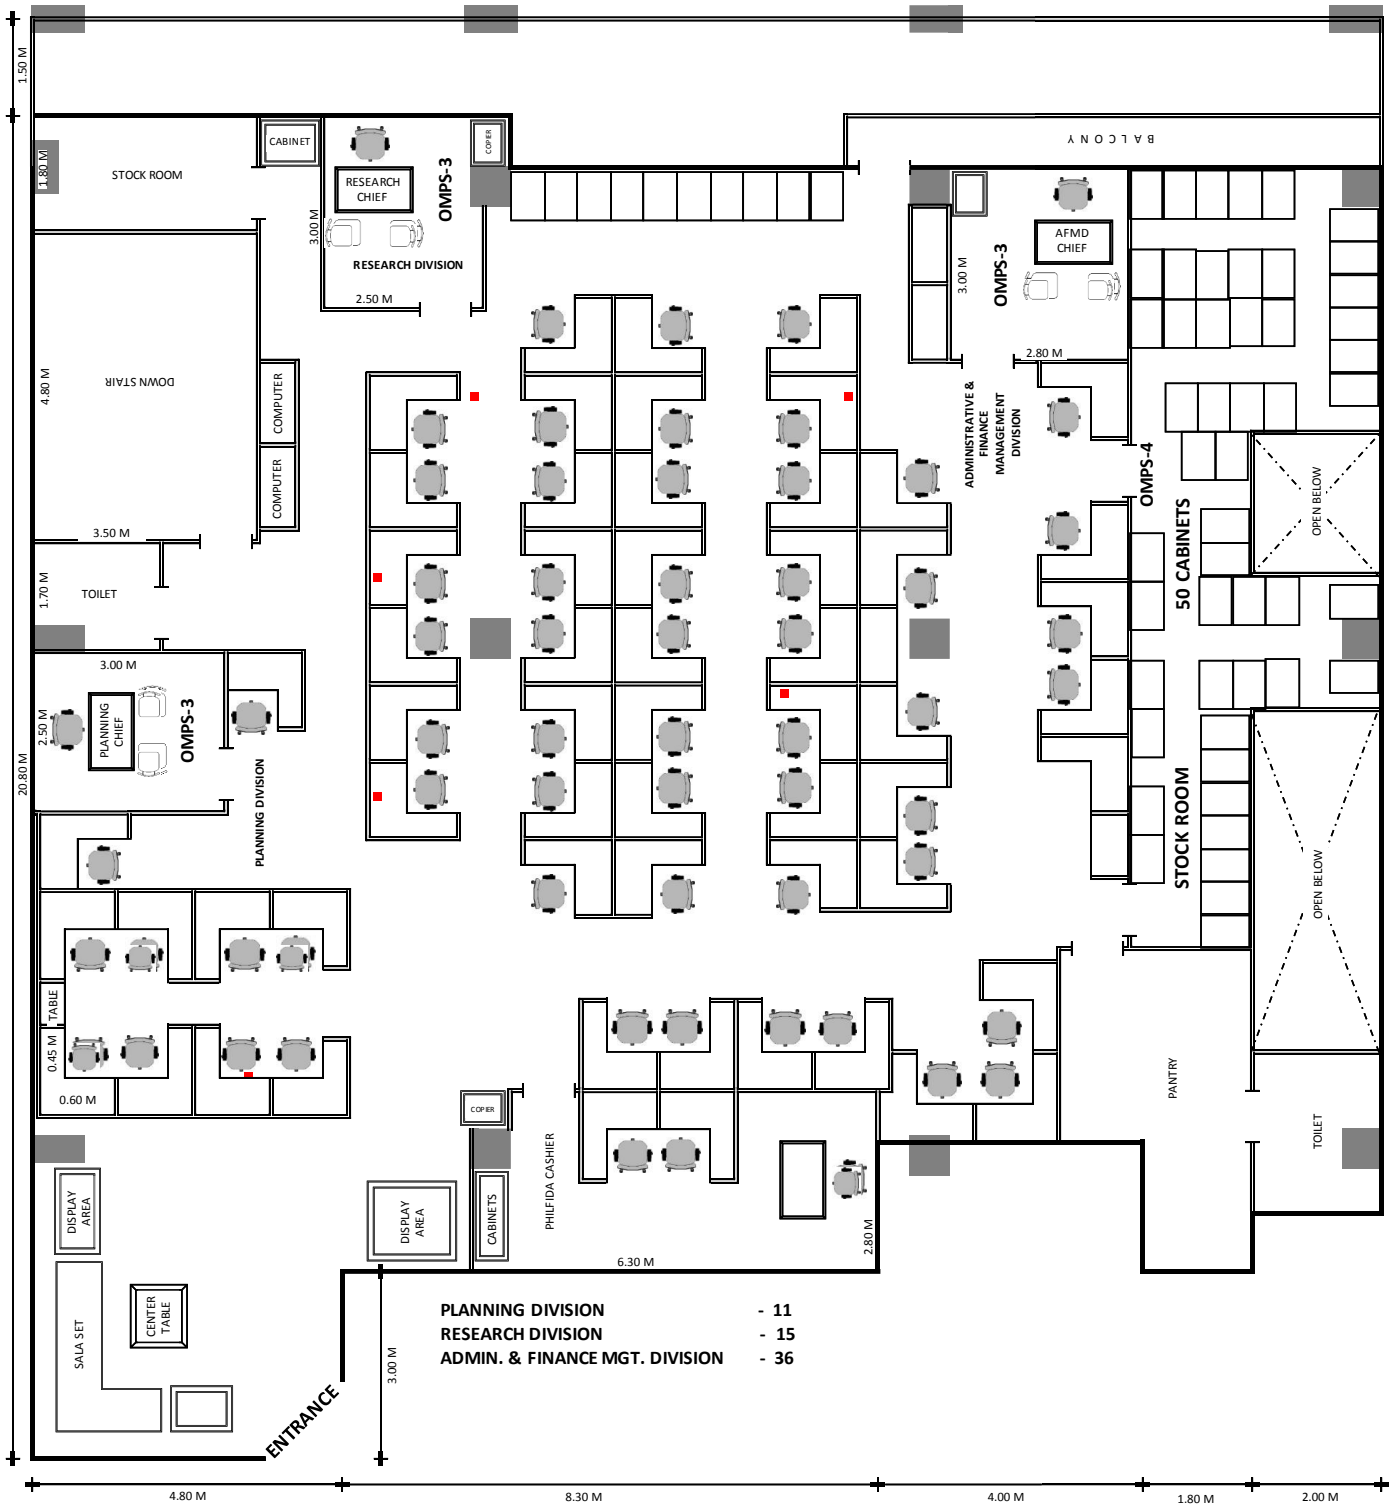 1.50 M
BALCONY
1.80 M
STOCK ROOM
CABINET
RESEARCH
CHIEF
OMPS-3
COPIER
3.00 M
RESEARCH DIVISION
2.50 M
AFMD
CHIEF
OMPS-3
3.00 M
2.80 M
4.80 M
DOWN STAIR
COMPUTER
COMPUTER
3.50 M
ADMINISTRATIVE &
FINANCE
MANAGEMENT
DIVISION
OMPS-4
50 CABINETS
OPEN BELOW
1.70 M
TOILET
3.00 M
2.50 M
PLANNING
CHIEF
OMPS-3
PLANNING DIVISION
20.80 M
STOCK ROOM
OPEN BELOW
TABLE
0.45 M
0.60 M
COPIER
PHILFIDA CASHIER
CABINETS
PANTRY
TOILET
DISPLAY
AREA
DISPLAY
AREA
2.80 M
6.30 M
SALA SET
CENTER
TABLE
ENTRANCE
3.00 M
PLANNING DIVISION - 11
RESEARCH DIVISION - 15
ADMIN. & FINANCE MGT. DIVISION - 36
4.80 M
8.30 M
4.00 M
1.80 M
2.00 M